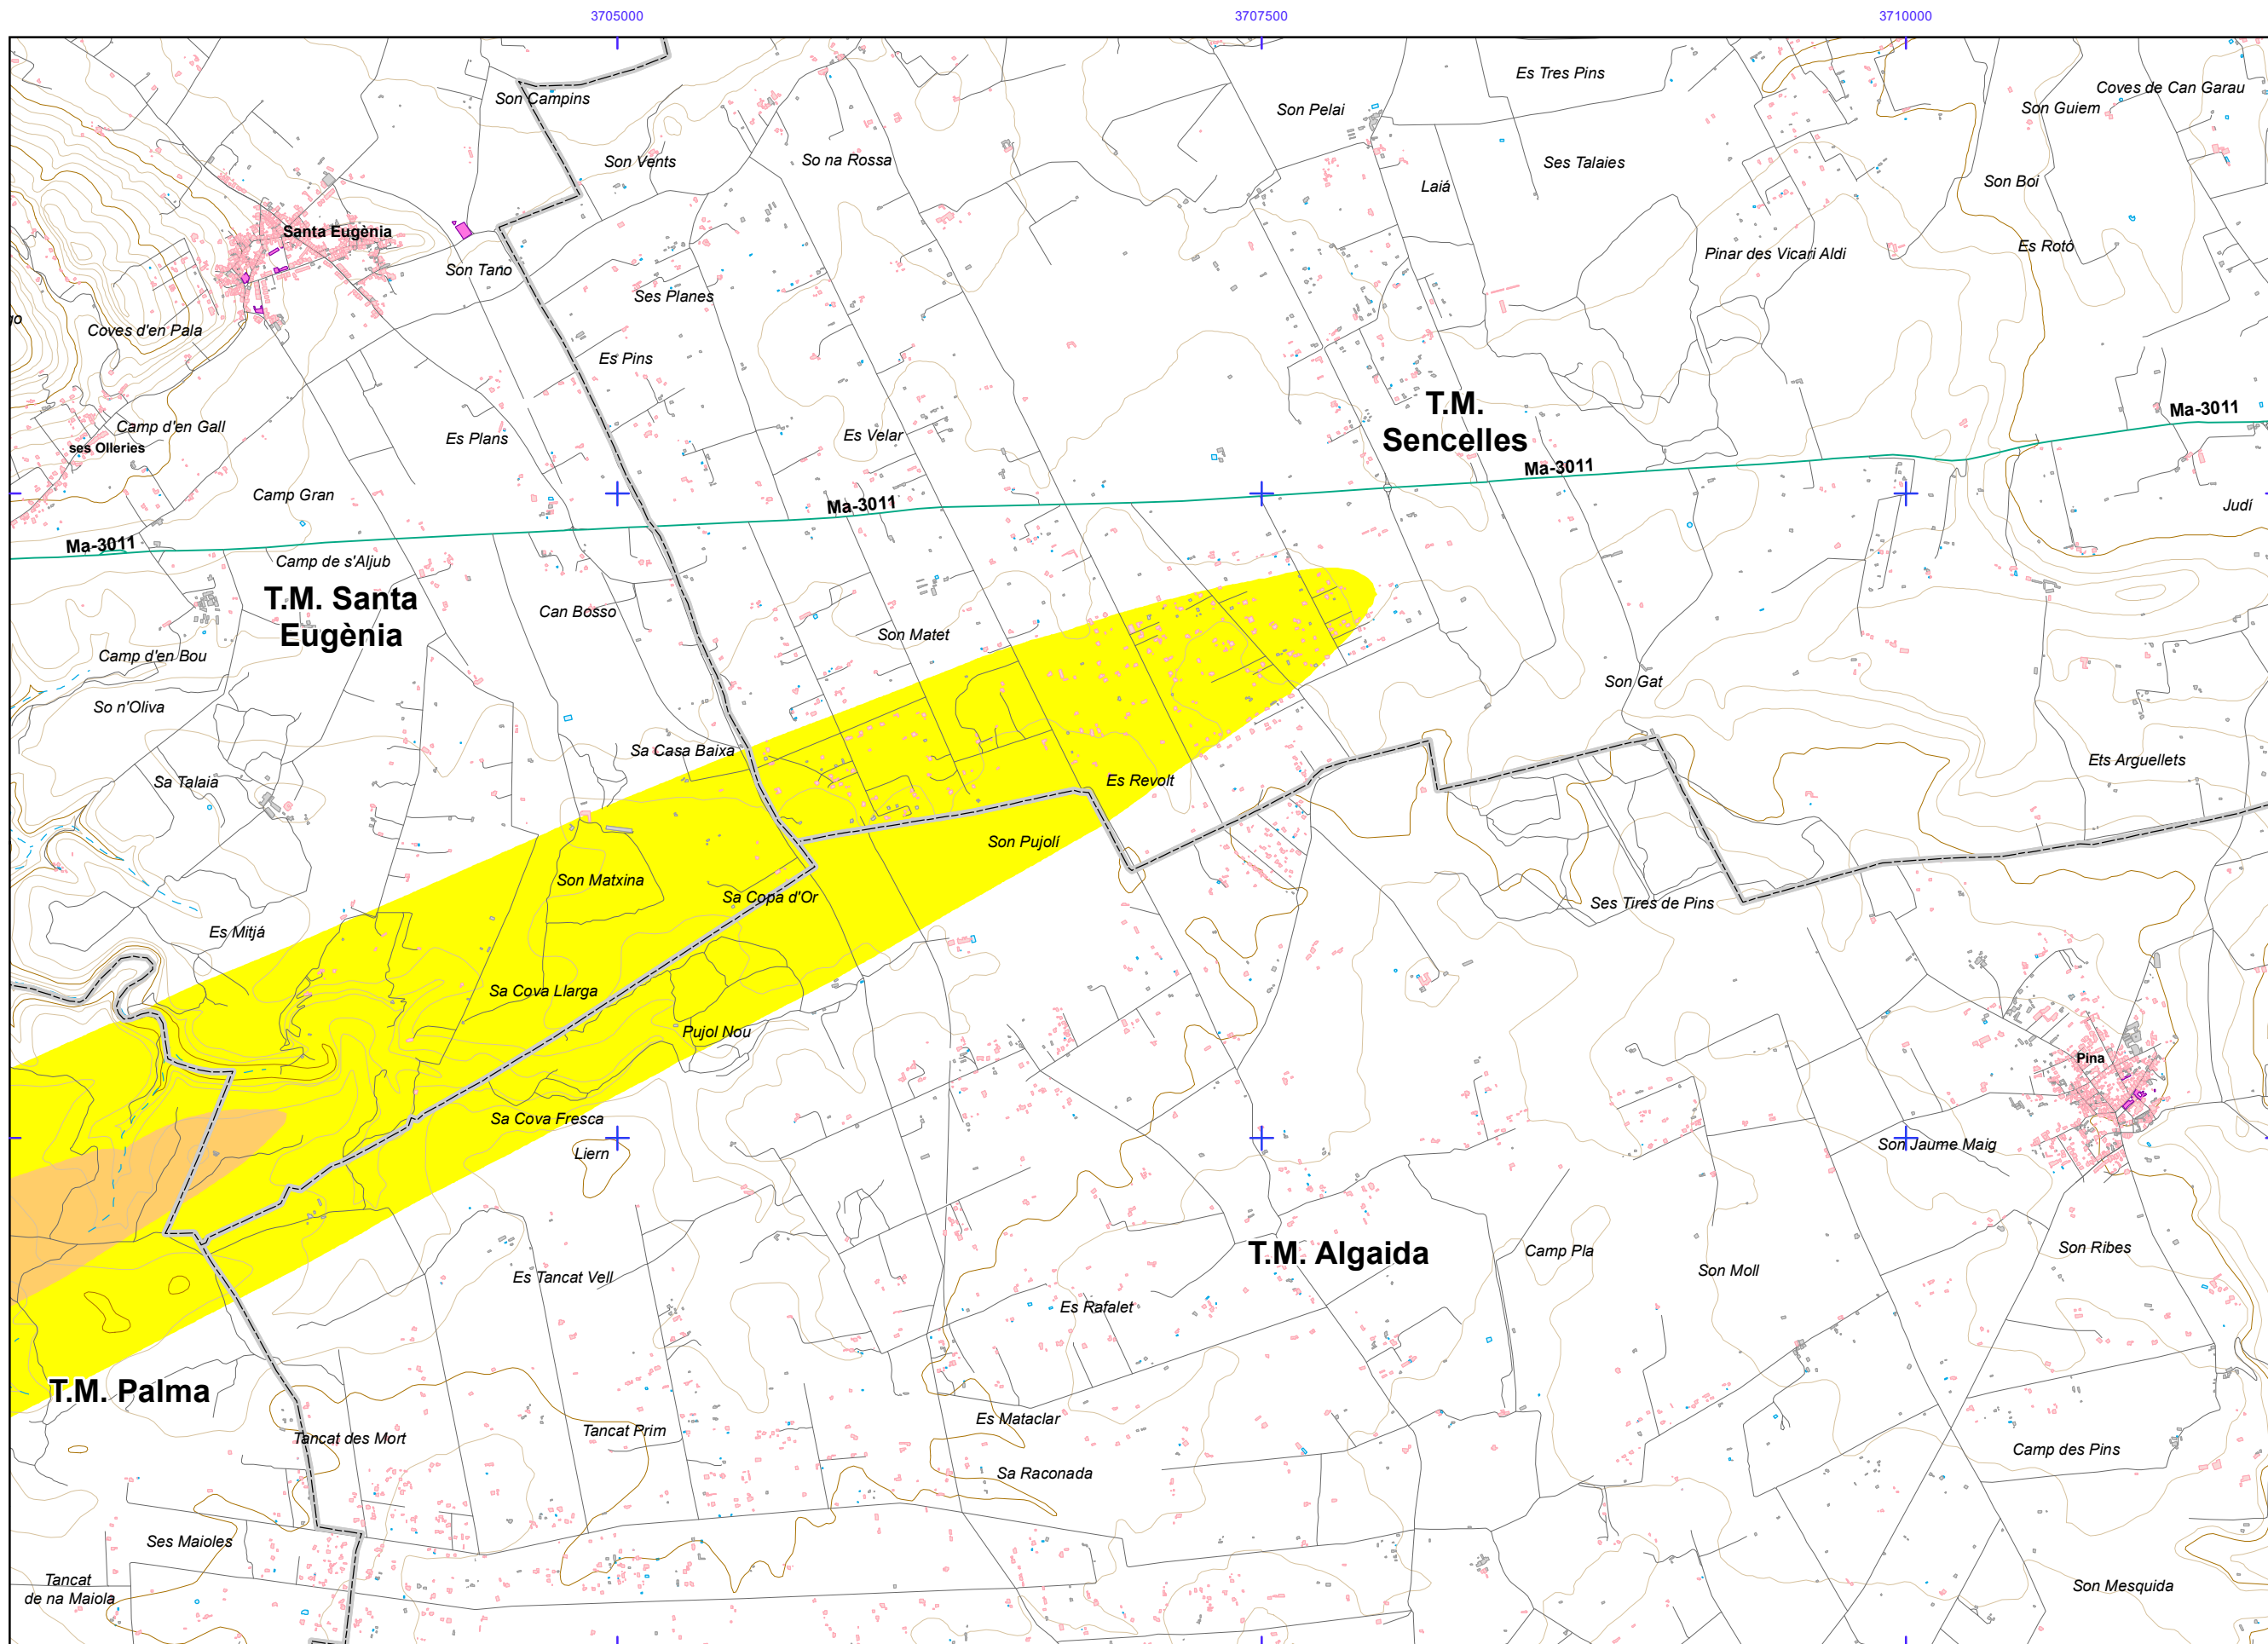 3705000
3707500
3710000
Es Tres Pins
Coves de Can Garau
Son Campins
Son Guiem
Son Pelai
Son Vents
So na Rossa
Ses Talaies
Laiá
Son Boi
Santa Eugènia
Es Rotó
Pinar des Vicari Aldi
Son Tano
Ses Planes
Coves d'en Pala
Es Pins
T.M.
Sencelles
Ma-3011
Camp d'en Gall
Es Velar
Es Plans
ses Olleries
Ma-3011
Camp Gran
Ma-3011
Judí
Ma-3011
Camp de s'Aljub
T.M. Santa
Eugènia
Can Bosso
Son Matet
Camp d'en Bou
Son Gat
So n'Oliva
Sa Casa Baixa
Ets Arguellets
Sa Talaia
Es Revolt
Son Pujolí
Son Matxina
Sa Copa d'Or
Ses Tires de Pins
Es Mitjá
Sa Cova Llarga
Pujol Nou
Pina
Sa Cova Fresca
Son Jaume Maig
Liern
T.M. Algaida
Camp Pla
Son Ribes
Son Moll
Es Tancat Vell
Es Rafalet
T.M. Palma
Es Mataclar
Tancat Prim
Tancat des Mort
Camp des Pins
Sa Raconada
Ses Maioles
Tancat
de na Maiola
Son Mesquida